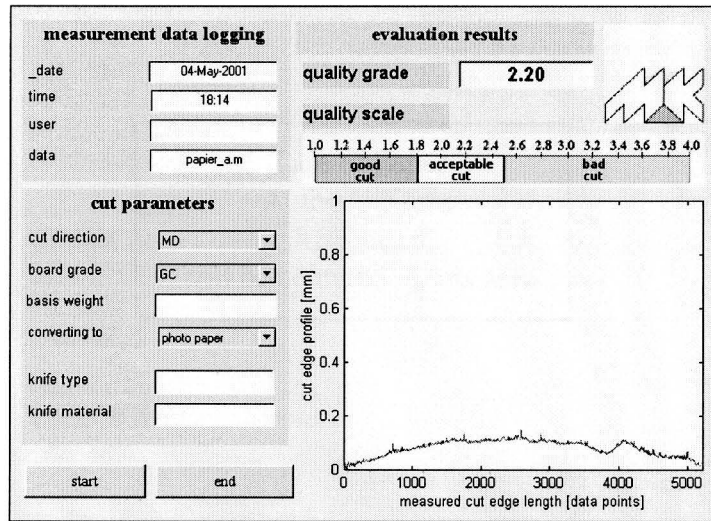 measurement data logging
_date 04-May-2001
time 18:14
user
data papier_a.m
evaluation results
quality grade 2.20
quality scale
1.0 1.2 1.4 1.6 1.8 2.0 2.2 2.4 2.6 2.8 3.0 3.2 3.4 3.6 3.8 4.0
good cut
acceptable cut
bad cut
cut parameters
cut direction MD
board grade GC
basis weight
converting to photo paper
knife type
knife material
start end
cut edge profile [mm]
1
0.8
0.6
0.4
0.2
0
0 1000 2000 3000 4000 5000
measured cut edge length [data points]